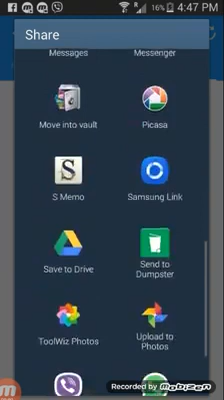 16% 4:47 PM
Share
Messages Messenger
Move into vault Picasa
S Memo Samsung Link
Save to Drive Send to
Dumpster
ToolWiz Photos Upload to
Photos
Recorded by Mobizen